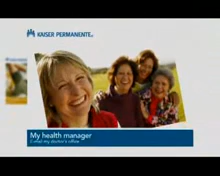 KAISER PERMANENTE®
My health manager
E-mail my doctor's office